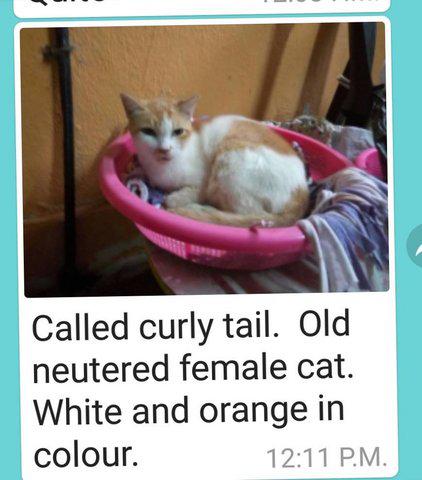 Called curly tail. Old
neutered female cat.
White and orange in
colour.
12:11 P.M.